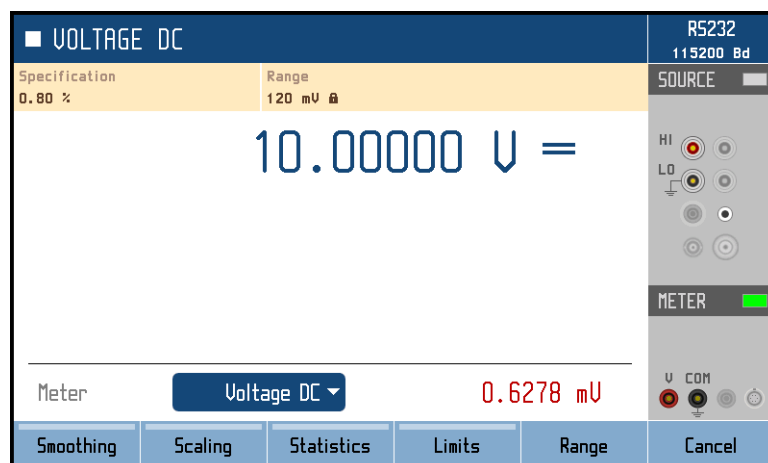 VOLTAGE DC
RS232
115200 Bd
Specification
0.80 %
Range
120 mV
SOURCE
10.00000 V
HI
LO
METER
Meter
Voltage DC
0.6278 mV
V COM
Smoothing
Scaling
Statistics
Limits
Range
Cancel